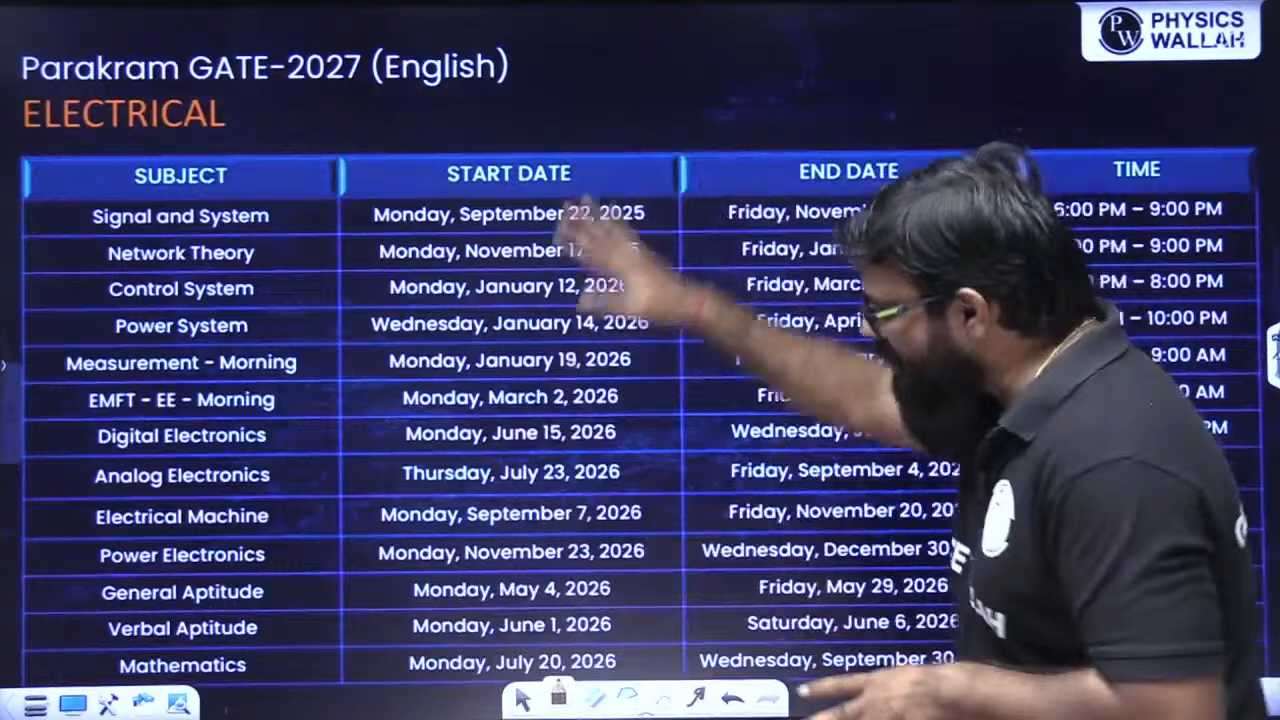 PHYSICS
WALLAH
Parakram GATE-2027 (English)
ELECTRICAL
SUBJECT START DATE END DATE TIME
Signal and System Monday, September 22, 2025 Friday, 6:00 PM – 9:00 PM
Network Theory Monday, November Friday, PM – 9:00 PM
Control System Monday, January 12, 2026 Friday, PM – 8:00 PM
Power System Wednesday, January 14, 2026 Friday, – 10:00 PM
Measurement - Morning Monday, January 19, 2026 9:00 AM
EMFT - EE - Morning Monday, March 2, 2026 AM
Digital Electronics Monday, June 15, 2026 Wednesday, PM
Analog Electronics Thursday, July 23, 2026 Friday, September 4,
Electrical Machine Monday, September 7, 2026 Friday, November 20,
Power Electronics Monday, November 23, 2026 Wednesday, December 30,
General Aptitude Monday, May 4, 2026 Friday, May 29, 2026
Verbal Aptitude Monday, June 1, 2026 Saturday, June 6,
Mathematics Monday, July 20, 2026 Wednesday, September 30